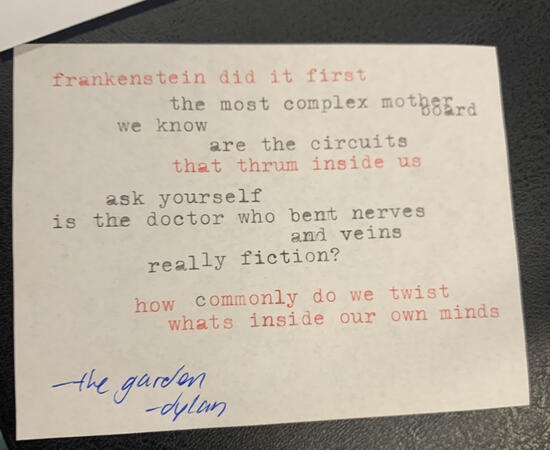 frankenstein did it first
the most complex motherboard
we know
are the circuits
that thrum inside us
ask yourself
is the doctor who bent nerves
and veins
really fiction?
how commonly do we twist
whats inside our own minds
-the garden
-dylan